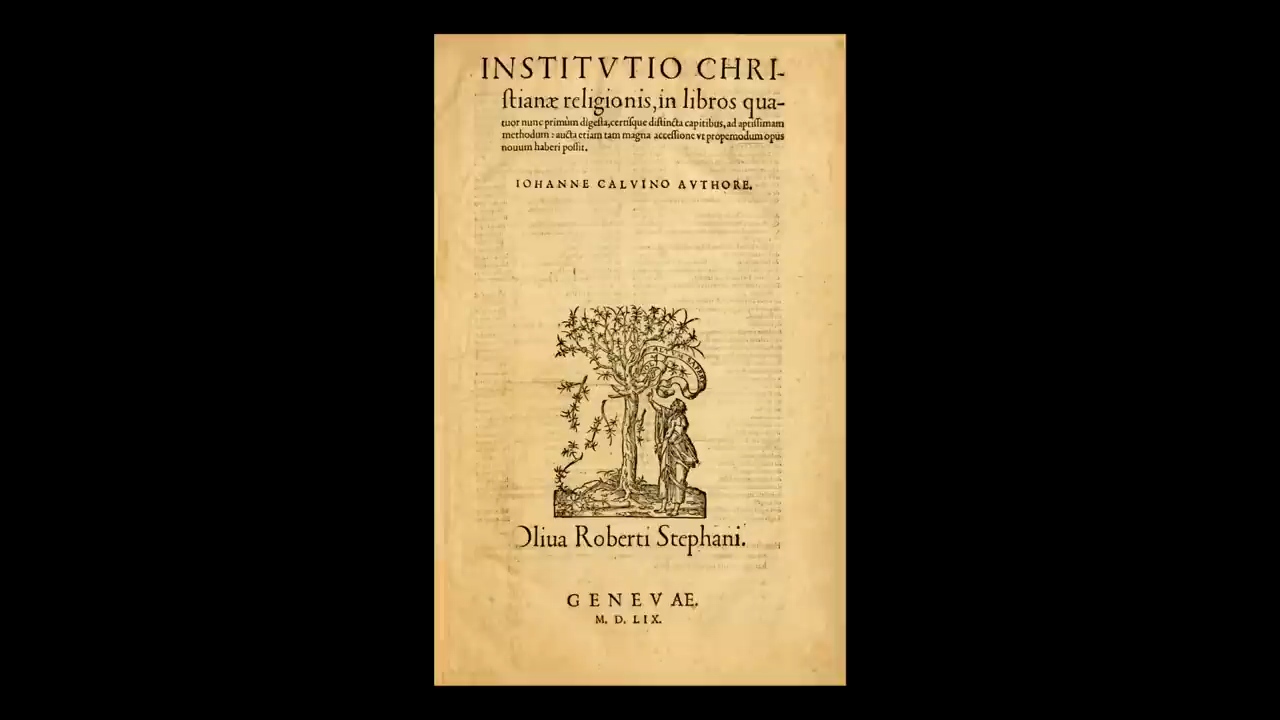 INSTITVTIO CHRI-
ſtianæ religionis, in libros qua-
tuor nunc primùm digeſta, certíſque diſtincta capitibus, ad aptiſſimam
methodum : aucta etiam tam magna acceſſione vt propemodum opus
nouum haberi poſſit.
IOHANNE CALVINO AVTHORE.
Oliua Roberti Stephani.
GENEVAE.
M. D. LIX.